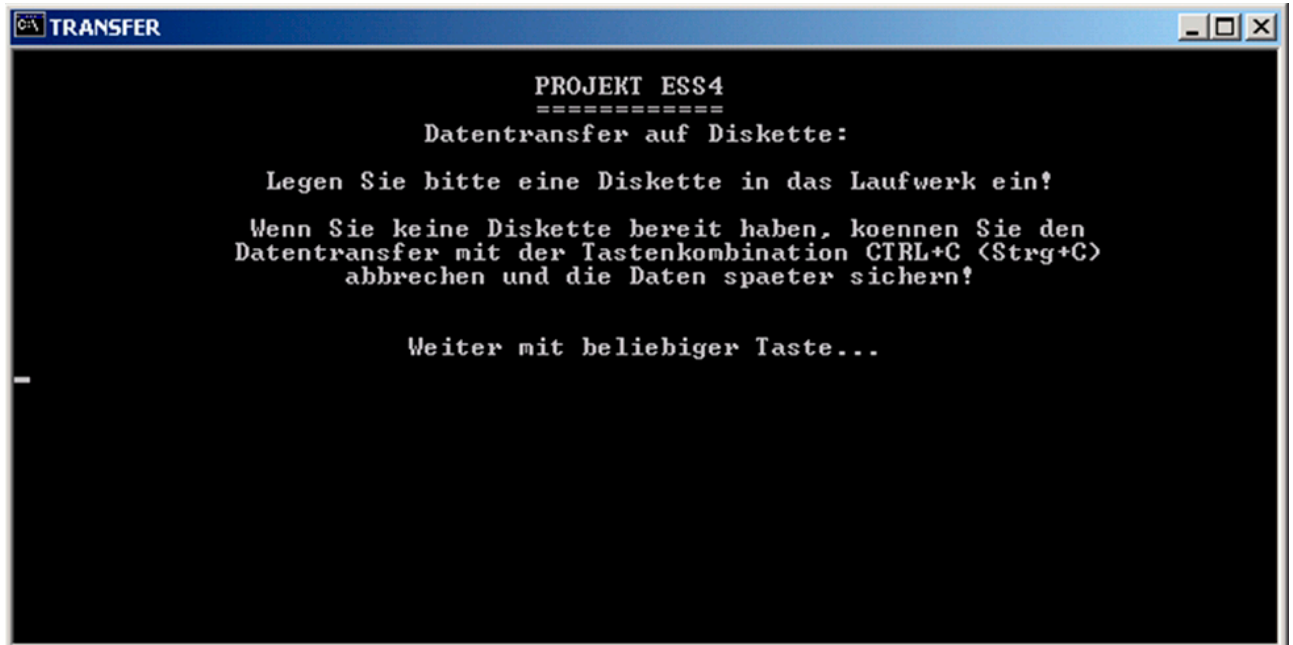 TRANSFER
PROJEKT ESS4
============
Datentransfer auf Diskette:
Legen Sie bitte eine Diskette in das Laufwerk ein!
Wenn Sie keine Diskette bereit haben, koennen Sie den
Datentransfer mit der Tastenkombination CTRL+C (Strg+C)
abbrechen und die Daten spaeter sichern!
Weiter mit beliebiger Taste...